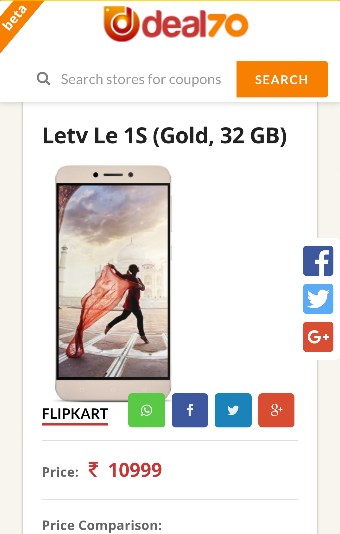 beta
deal70
Search stores for coupons
SEARCH
Letv Le 1S (Gold, 32 GB)
FLIPKART
Price: ₹ 10999
Price Comparison: